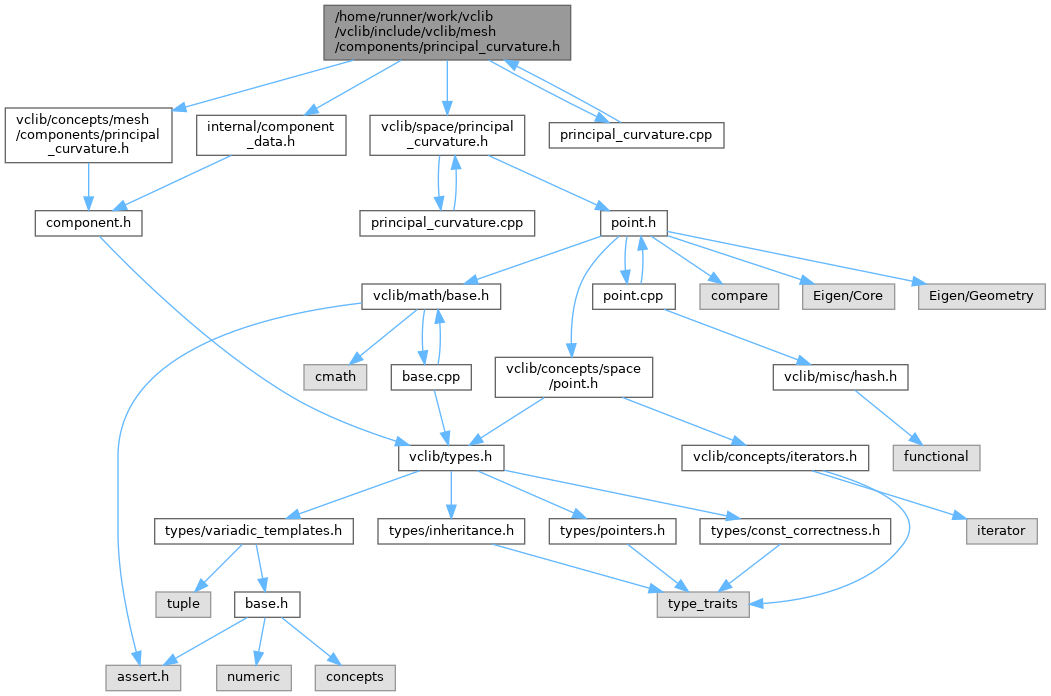 /home/runner/work/vclib
/vclib/include/vclib/mesh
/components/principal_curvature.h
vclib/concepts/mesh
/components/principal
_curvature.h
internal/component
_data.h
vclib/space/principal
_curvature.h
principal_curvature.cpp
component.h
principal_curvature.cpp
point.h
vclib/math/base.h
point.cpp
compare
Eigen/Core
Eigen/Geometry
cmath
base.cpp
vclib/concepts/space
/point.h
vclib/misc/hash.h
vclib/types.h
vclib/concepts/iterators.h
functional
types/variadic_templates.h
types/inheritance.h
types/pointers.h
types/const_correctness.h
iterator
tuple
base.h
type_traits
assert.h
numeric
concepts